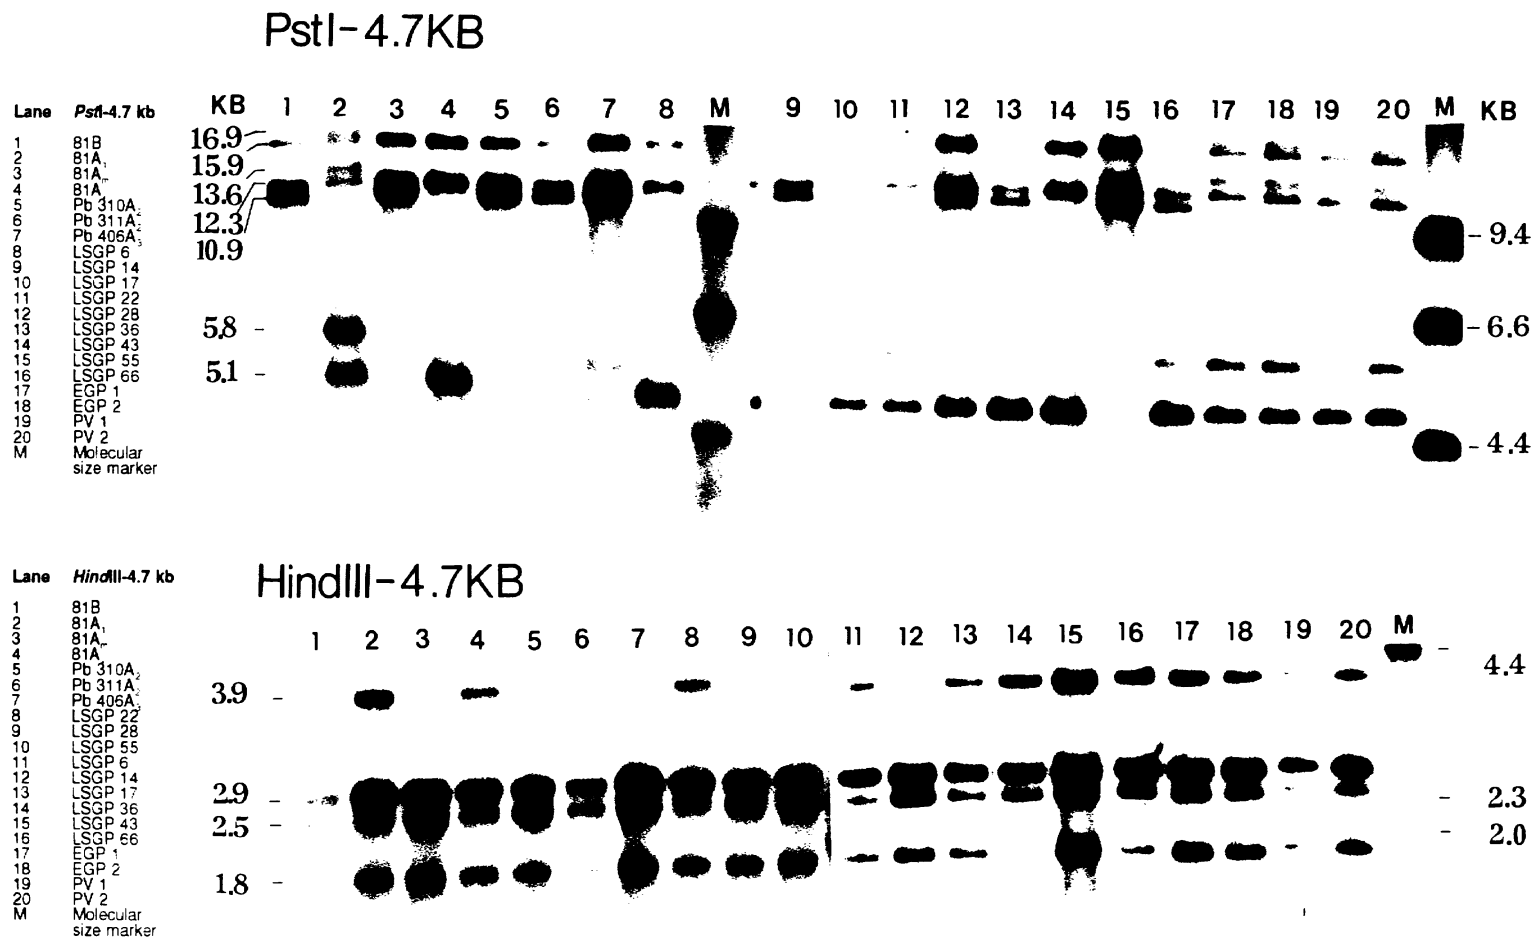 PstI-4.7KB
Lane PstI-4.7 kb
KB 1 2 3 4 5 6 7 8 M 9 10 11 12 13 14 15 16 17 18 19 20 M KB
1 81B
2 81A
3 81A
4 81A
5 Pb 310A
6 Pb 311A
7 Pb 406A
8 LSGP 6
9 LSGP 14
10 LSGP 17
11 LSGP 22
12 LSGP 28
13 LSGP 36
14 LSGP 43
15 LSGP 55
16 LSGP 66
17 EGP 1
18 EGP 2
19 PV 1
20 PV 2
M Molecular
size marker
16.9
15.9
13.6
12.3
10.9
5.8
5.1
- 9.4
- 6.6
- 4.4
HindIII-4.7KB
Lane HindIII-4.7 kb
1 2 3 4 5 6 7 8 9 10 11 12 13 14 15 16 17 18 19 20 M
1 81B
2 81A
3 81A
4 81A
5 Pb 310A
6 Pb 311A
7 Pb 406A
8 LSGP 22
9 LSGP 28
10 LSGP 55
11 LSGP 6
12 LSGP 14
13 LSGP 17
14 LSGP 36
15 LSGP 43
16 LSGP 66
17 EGP 1
18 EGP 2
19 PV 1
20 PV 2
M Molecular
size marker
3.9 -
2.9 -
2.5 -
1.8 -
- 4.4
- 2.3
- 2.0